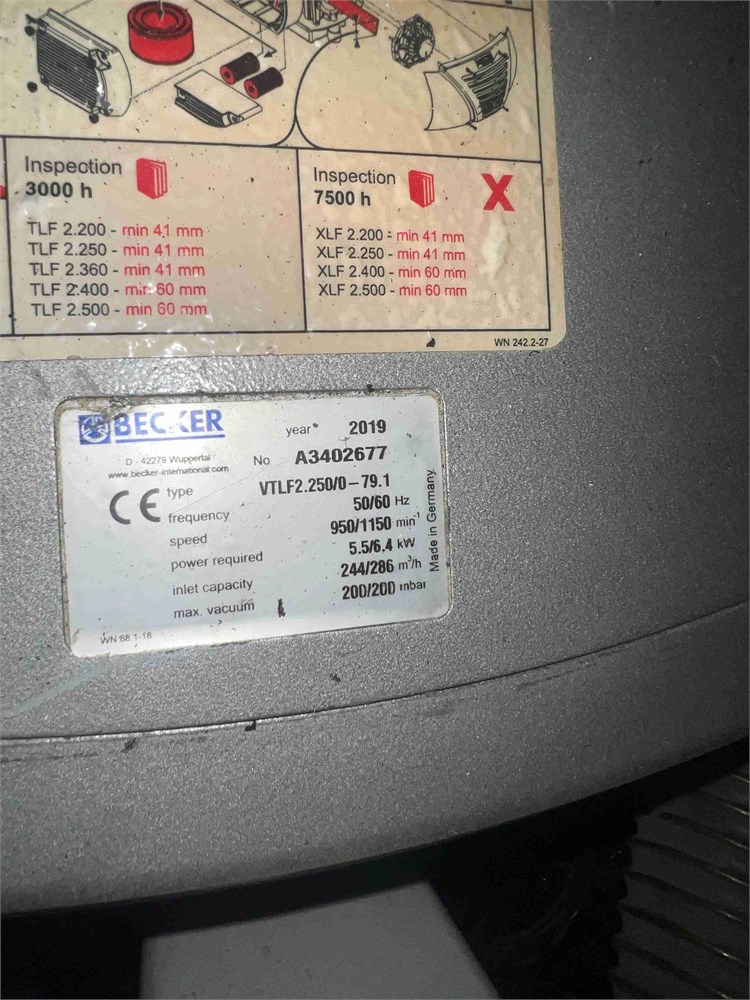 Inspection
3000 h
TLF 2.200 - min 41 mm
TLF 2.250 - min 41 mm
TLF 2.360 - min 41 mm
TLF 2.400 - min 60 mm
TLF 2.500 - min 60 mm
Inspection
7500 h
X
XLF 2.200 - min 41 mm
XLF 2.250 - min 41 mm
XLF 2.400 - min 60 mm
XLF 2.500 - min 60 mm
WN 242.2-27
BECKER
D - 42279 Wuppertal
www.becker-international.com
year 2019
No A3402677
CE
type VTLF2.250/0-79.1
frequency 50/60 Hz
speed 950/1150 min⁻¹
power required 5.5/6.4 kW
inlet capacity 244/286 m³/h
max. vacuum 200/200 mbar
Made in Germany
WN 88.1-18